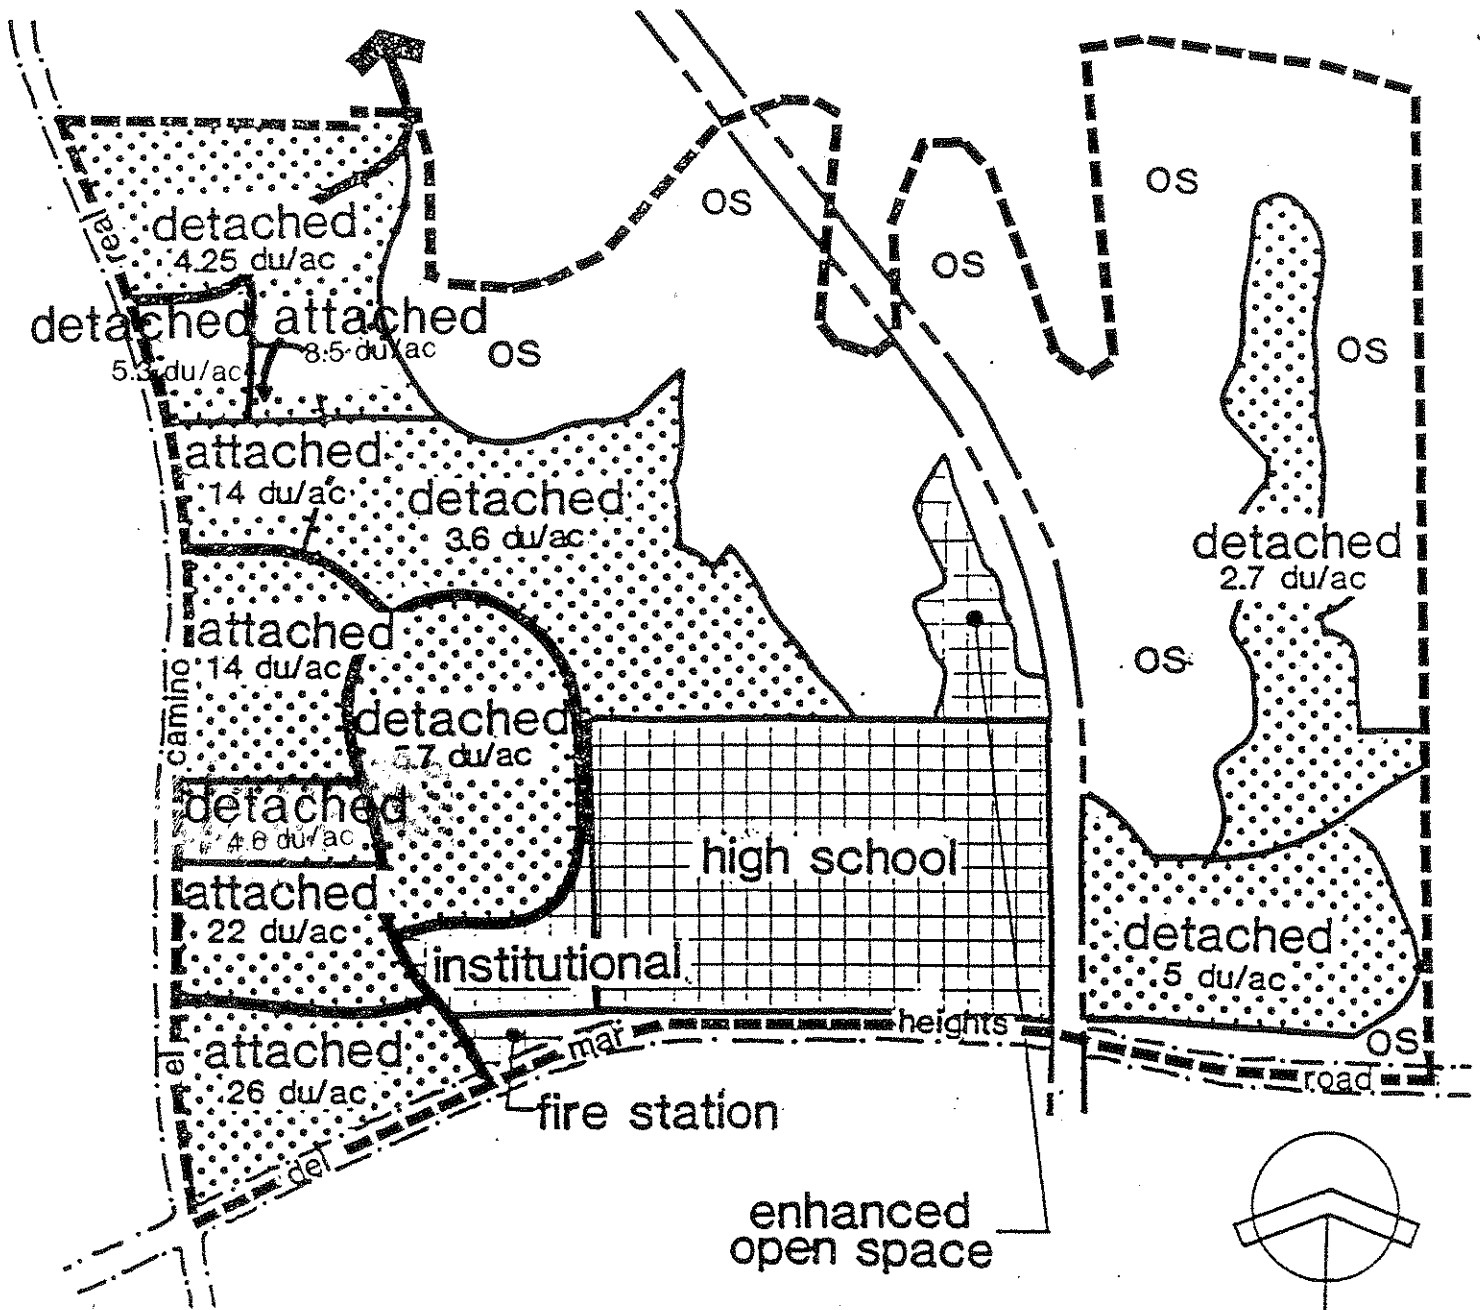 os
os
os
real
detached
4.25 du/ac
detached
attached
8.5 du/ac
os
os
5.3 du/ac
attached
14 du/ac
detached
3.6 du/ac
detached
2.7 du/ac
attached
14 du/ac
os
camino
detached
7 du/ac
detached
du/ac
high school
attached
22 du/ac
detached
5 du/ac
institutional
heights
mar
os
attached
26 du/ac
el
road
fire station
del
enhanced
open space